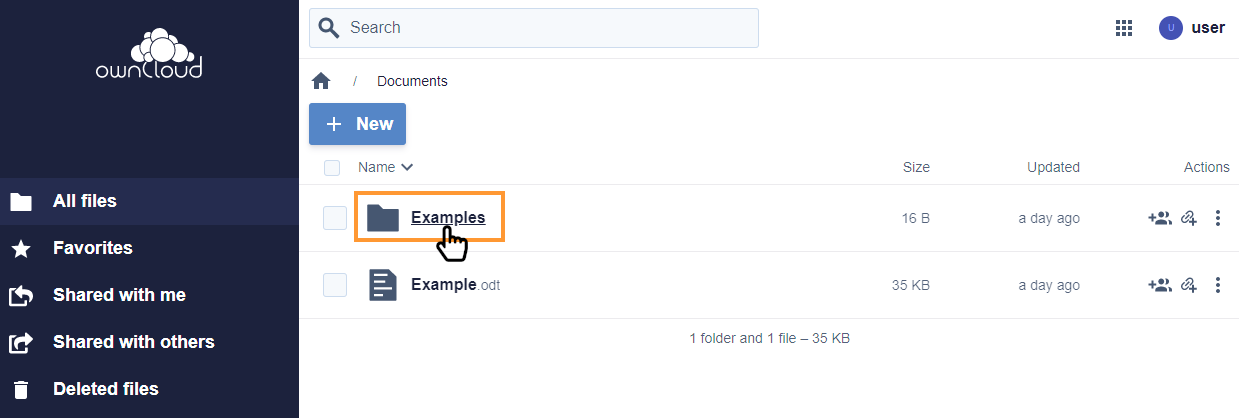 ownCloud
Search
U
user
/ Documents
+ New
Name
Size
Updated
Actions
All files
Examples
16 B
a day ago
Favorites
Shared with me
Example.odt
35 KB
a day ago
Shared with others
1 folder and 1 file – 35 KB
Deleted files